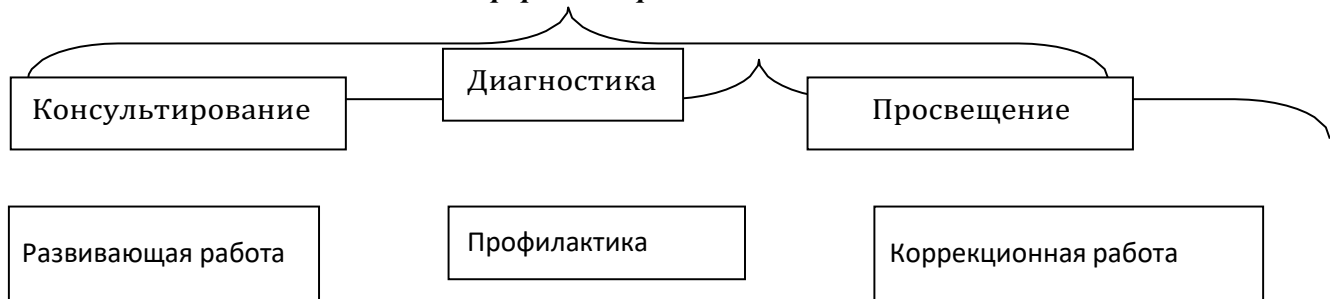 Диагностика
Консультирование
Просвещение
Развивающая работа
Профилактика
Коррекционная работа